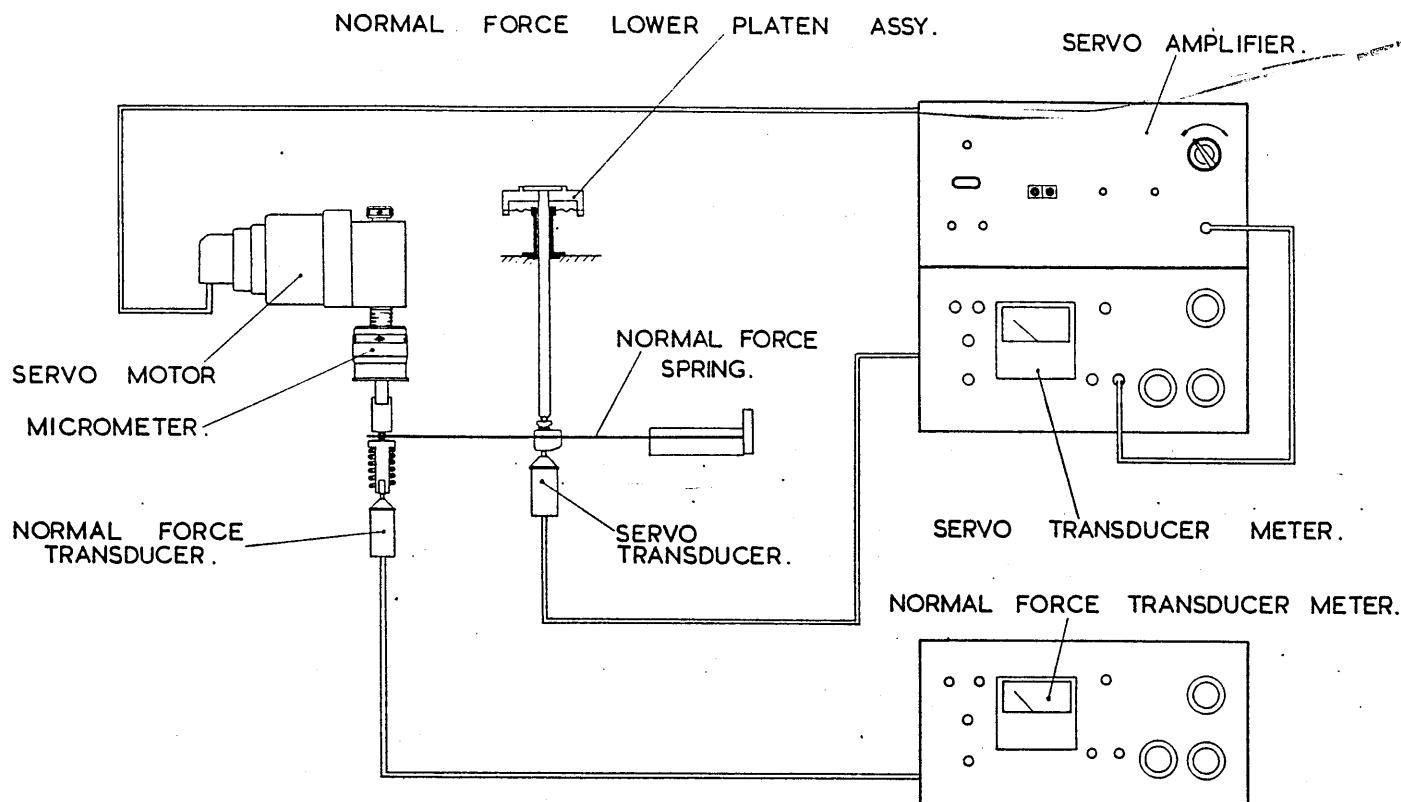 NORMAL FORCE LOWER PLATEN ASSY.
SERVO AMPLIFIER.
NORMAL FORCE
SPRING.
SERVO MOTOR
MICROMETER.
NORMAL FORCE
TRANSDUCER.
SERVO
TRANSDUCER.
SERVO TRANSDUCER METER.
NORMAL FORCE TRANSDUCER METER.